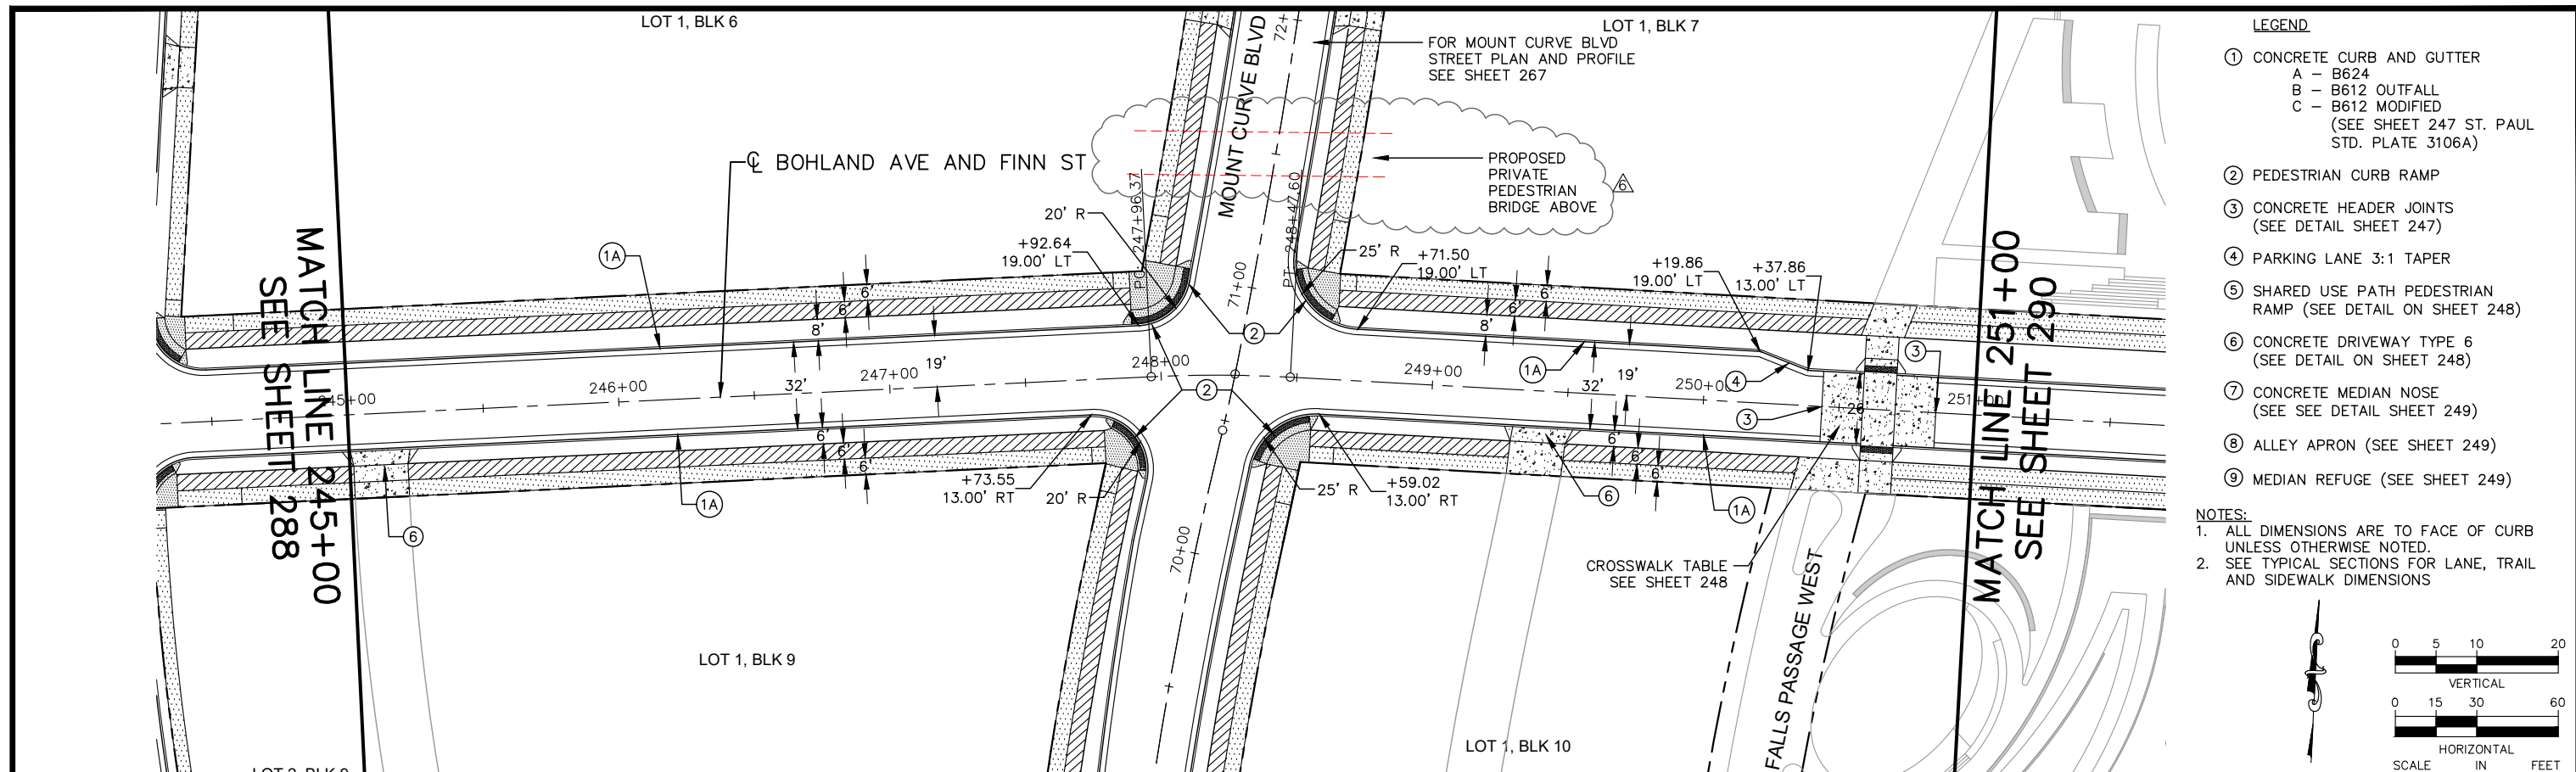 LOT 1, BLK 6
MOUNT CURVE BLVD
72+
LOT 1, BLK 7
FOR MOUNT CURVE BLVD
STREET PLAN AND PROFILE
SEE SHEET 267
℄ BOHLAND AVE AND FINN ST
PROPOSED
PRIVATE
PEDESTRIAN
BRIDGE ABOVE
6
MATCH LINE 245+00
SEE SHEET 288
1A
20' R
+92.64
19.00' LT
PC 247+96.37
PT 248+47.60
71+00
25' R
+71.50
19.00' LT
+19.86
19.00' LT
+37.86
13.00' LT
6'
6'
8'
6'
6'
8'
2
245+00
246+00
32'
247+00
19'
248+00
2
249+00
1A
32'
19'
250+00
4
3
3
26'
251+00
MATCH LINE 251+00
SEE SHEET 290
6'
6'
6'
6'
6'
6'
+73.55
13.00' RT
20' R
25' R
+59.02
13.00' RT
6
1A
1A
6
70+00
CROSSWALK TABLE
SEE SHEET 248
FALLS PASSAGE WEST
LOT 1, BLK 9
LOT 1, BLK 10
LOT 2, BLK 9
LEGEND
1 CONCRETE CURB AND GUTTER
A – B624
B – B612 OUTFALL
C – B612 MODIFIED
(SEE SHEET 247 ST. PAUL
STD. PLATE 3106A)
2 PEDESTRIAN CURB RAMP
3 CONCRETE HEADER JOINTS
(SEE DETAIL SHEET 247)
4 PARKING LANE 3:1 TAPER
5 SHARED USE PATH PEDESTRIAN
RAMP (SEE DETAIL ON SHEET 248)
6 CONCRETE DRIVEWAY TYPE 6
(SEE DETAIL ON SHEET 248)
7 CONCRETE MEDIAN NOSE
(SEE SEE DETAIL SHEET 249)
8 ALLEY APRON (SEE SHEET 249)
9 MEDIAN REFUGE (SEE SHEET 249)
NOTES:
1. ALL DIMENSIONS ARE TO FACE OF CURB
UNLESS OTHERWISE NOTED.
2. SEE TYPICAL SECTIONS FOR LANE, TRAIL
AND SIDEWALK DIMENSIONS
0 5 10 20
VERTICAL
0 15 30 60
HORIZONTAL
SCALE IN FEET